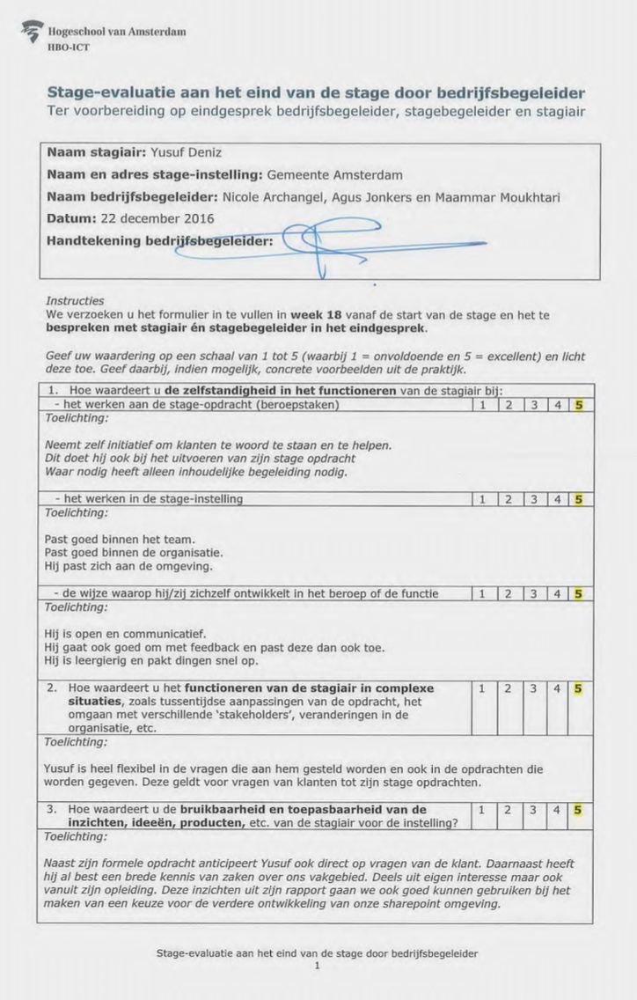 Hogeschool van Amsterdam
HBO-ICT
Stage-evaluatie aan het eind van de stage door bedrijfsbegeleider
Ter voorbereiding op eindgesprek bedrijfsbegeleider, stagebegeleider en stagiair
Naam stagiair: Yusuf Deniz
Naam en adres stage-instelling: Gemeente Amsterdam
Naam bedrijfsbegeleider: Nicole Archangel, Agus Jonkers en Maammar Moukhtari
Datum: 22 december 2016
Handtekening bedrijfsbegeleider:
Instructies
We verzoeken u het formulier in te vullen in week 18 vanaf de start van de stage en het te
bespreken met stagiair én stagebegeleider in het eindgesprek.
Geef uw waardering op een schaal van 1 tot 5 (waarbij 1 = onvoldoende en 5 = excellent) en licht
deze toe. Geef daarbij, indien mogelijk, concrete voorbeelden uit de praktijk.
1. Hoe waardeert u de zelfstandigheid in het functioneren van de stagiair bij:
- het werken aan de stage-opdracht (beroepstaken) 1 2 3 4 5
Toelichting:
Neemt zelf initiatief om klanten te woord te staan en te helpen.
Dit doet hij ook bij het uitvoeren van zijn stage opdracht
Waar nodig heeft alleen inhoudelijke begeleiding nodig.
- het werken in de stage-instelling 1 2 3 4 5
Toelichting:
Past goed binnen het team.
Past goed binnen de organisatie.
Hij past zich aan de omgeving.
- de wijze waarop hij/zij zichzelf ontwikkelt in het beroep of de functie 1 2 3 4 5
Toelichting:
Hij is open en communicatief.
Hij gaat ook goed om met feedback en past deze dan ook toe.
Hij is leergierig en pakt dingen snel op.
2. Hoe waardeert u het functioneren van de stagiair in complexe 1 2 3 4 5
situaties, zoals tussentijdse aanpassingen van de opdracht, het
omgaan met verschillende 'stakeholders', veranderingen in de
organisatie, etc.
Toelichting:
Yusuf is heel flexibel in de vragen die aan hem gesteld worden en ook in de opdrachten die
worden gegeven. Deze geldt voor vragen van klanten tot zijn stage opdrachten.
3. Hoe waardeert u de bruikbaarheid en toepasbaarheid van de 1 2 3 4 5
inzichten, ideeën, producten, etc. van de stagiair voor de instelling?
Toelichting:
Naast zijn formele opdracht anticipeert Yusuf ook direct op vragen van de klant. Daarnaast heeft
hij al best een brede kennis van zaken over ons vakgebied. Deels uit eigen interesse maar ook
vanuit zijn opleiding. Deze inzichten uit zijn rapport gaan we ook goed kunnen gebruiken bij het
maken van een keuze voor de verdere ontwikkeling van onze sharepoint omgeving.
Stage-evaluatie aan het eind van de stage door bedrijfsbegeleider
1